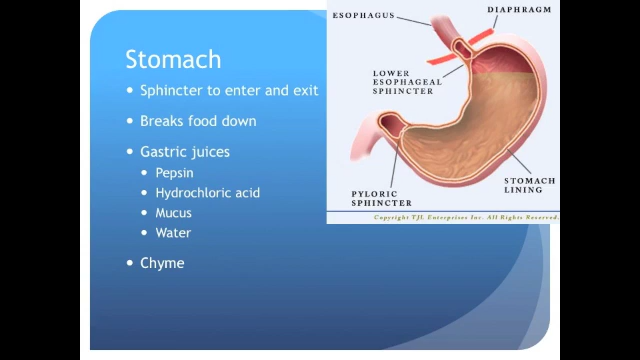 Stomach
Sphincter to enter and exit
Breaks food down
Gastric juices
Pepsin
Hydrochloric acid
Mucus
Water
Chyme
ESOPHAGUS
DIAPHRAGM
LOWER
ESOPHAGEAL
SPHINCTER
STOMACH
LINING
PYLORIC
SPHINCTER
Copyright TJL Enterprises Inc. All Rights Reserved.